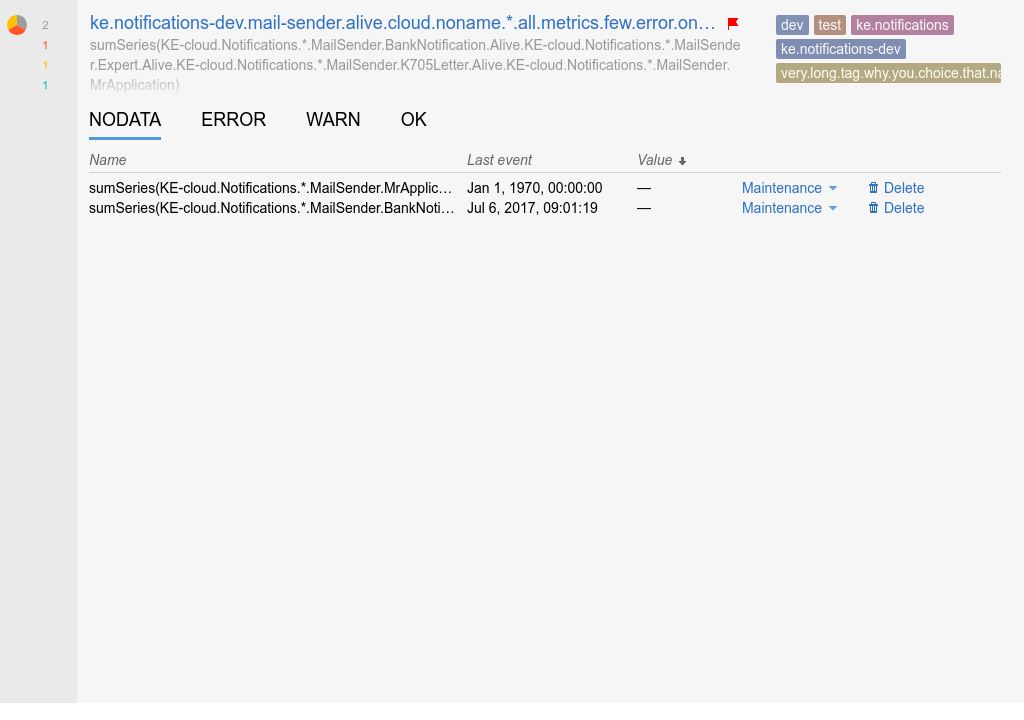 2
1
1
1
ke.notifications-dev.mail-sender.alive.cloud.noname.*.all.metrics.few.error.on…
sumSeries(KE-cloud.Notifications.*.MailSender.BankNotification.Alive.KE-cloud.Notifications.*.MailSende
r.Expert.Alive.KE-cloud.Notifications.*.MailSender.K705Letter.Alive.KE-cloud.Notifications.*.MailSender.
MrApplication)
dev test ke.notifications
ke.notifications-dev
very.long.tag.why.you.choice.that.na
NODATA ERROR WARN OK
Name Last event Value
sumSeries(KE-cloud.Notifications.*.MailSender.MrApplic… Jan 1, 1970, 00:00:00 — Maintenance Delete
sumSeries(KE-cloud.Notifications.*.MailSender.BankNoti… Jul 6, 2017, 09:01:19 — Maintenance Delete